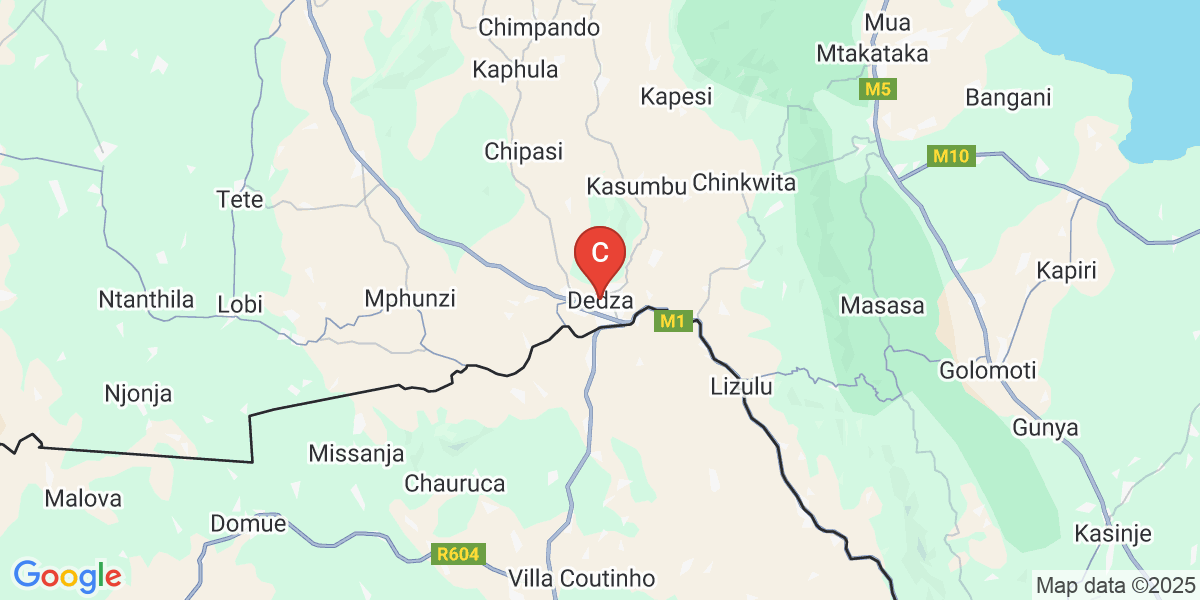 Chimpando
Mua
Mtakataka
Kaphula
M5
Kapesi
Bangani
Chipasi
M10
Kasumbu
Chinkwita
Tete
C
Kapiri
Ntanthila
Lobi
Mphunzi
Dedza
Masasa
M1
Golomoti
Njonja
Lizulu
Gunya
Missanja
Chauruca
Malova
Domue
Kasinje
R604
Villa Coutinho
Google
Map data ©2025